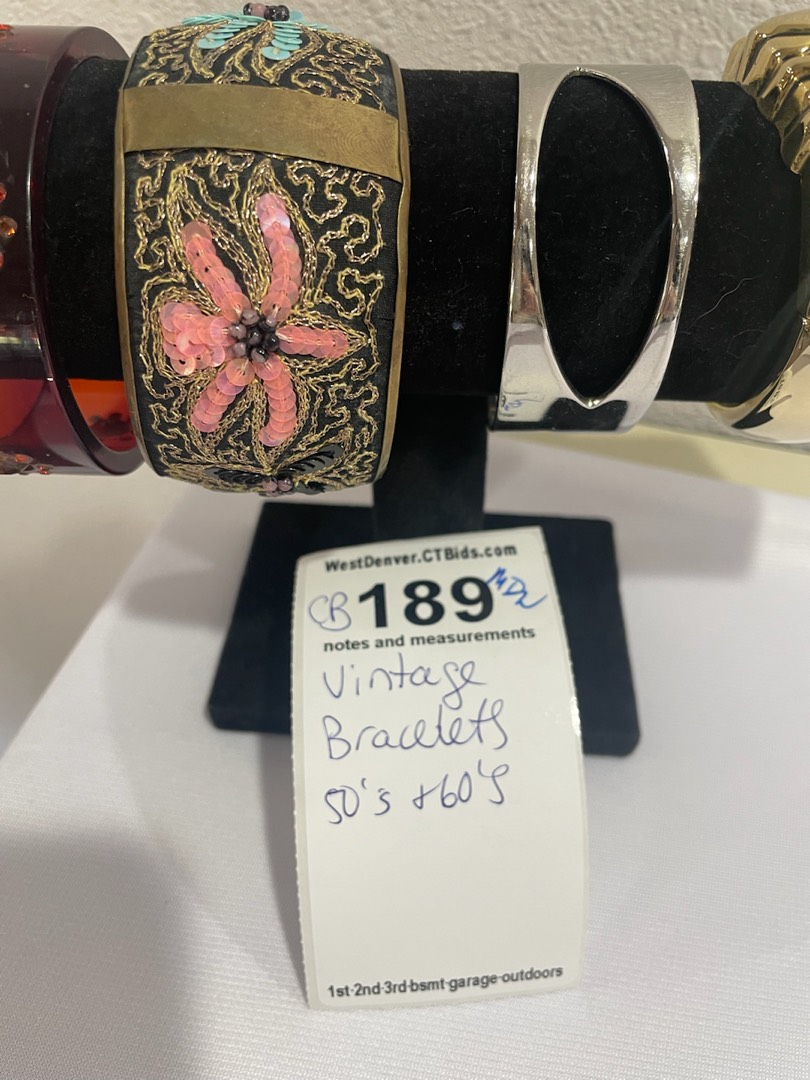 WestDenver.CTBids.com
CB 189 MDL
notes and measurements
Vintage
Bracelets
50's + 60's
1st-2nd-3rd-bsmt-garage-outdoors